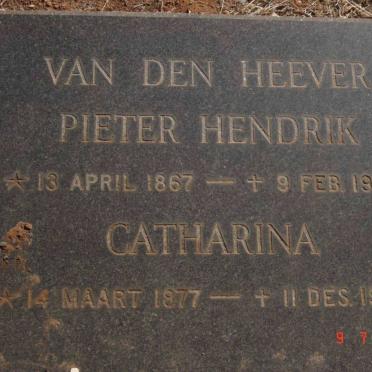 VAN DEN HEEVER
PIETER HENDRIK
★ 13 APRIL 1867 — + 9 FEB. 19
CATHARINA
★ 14 MAART 1877 — + 11 DES. 1
9 7